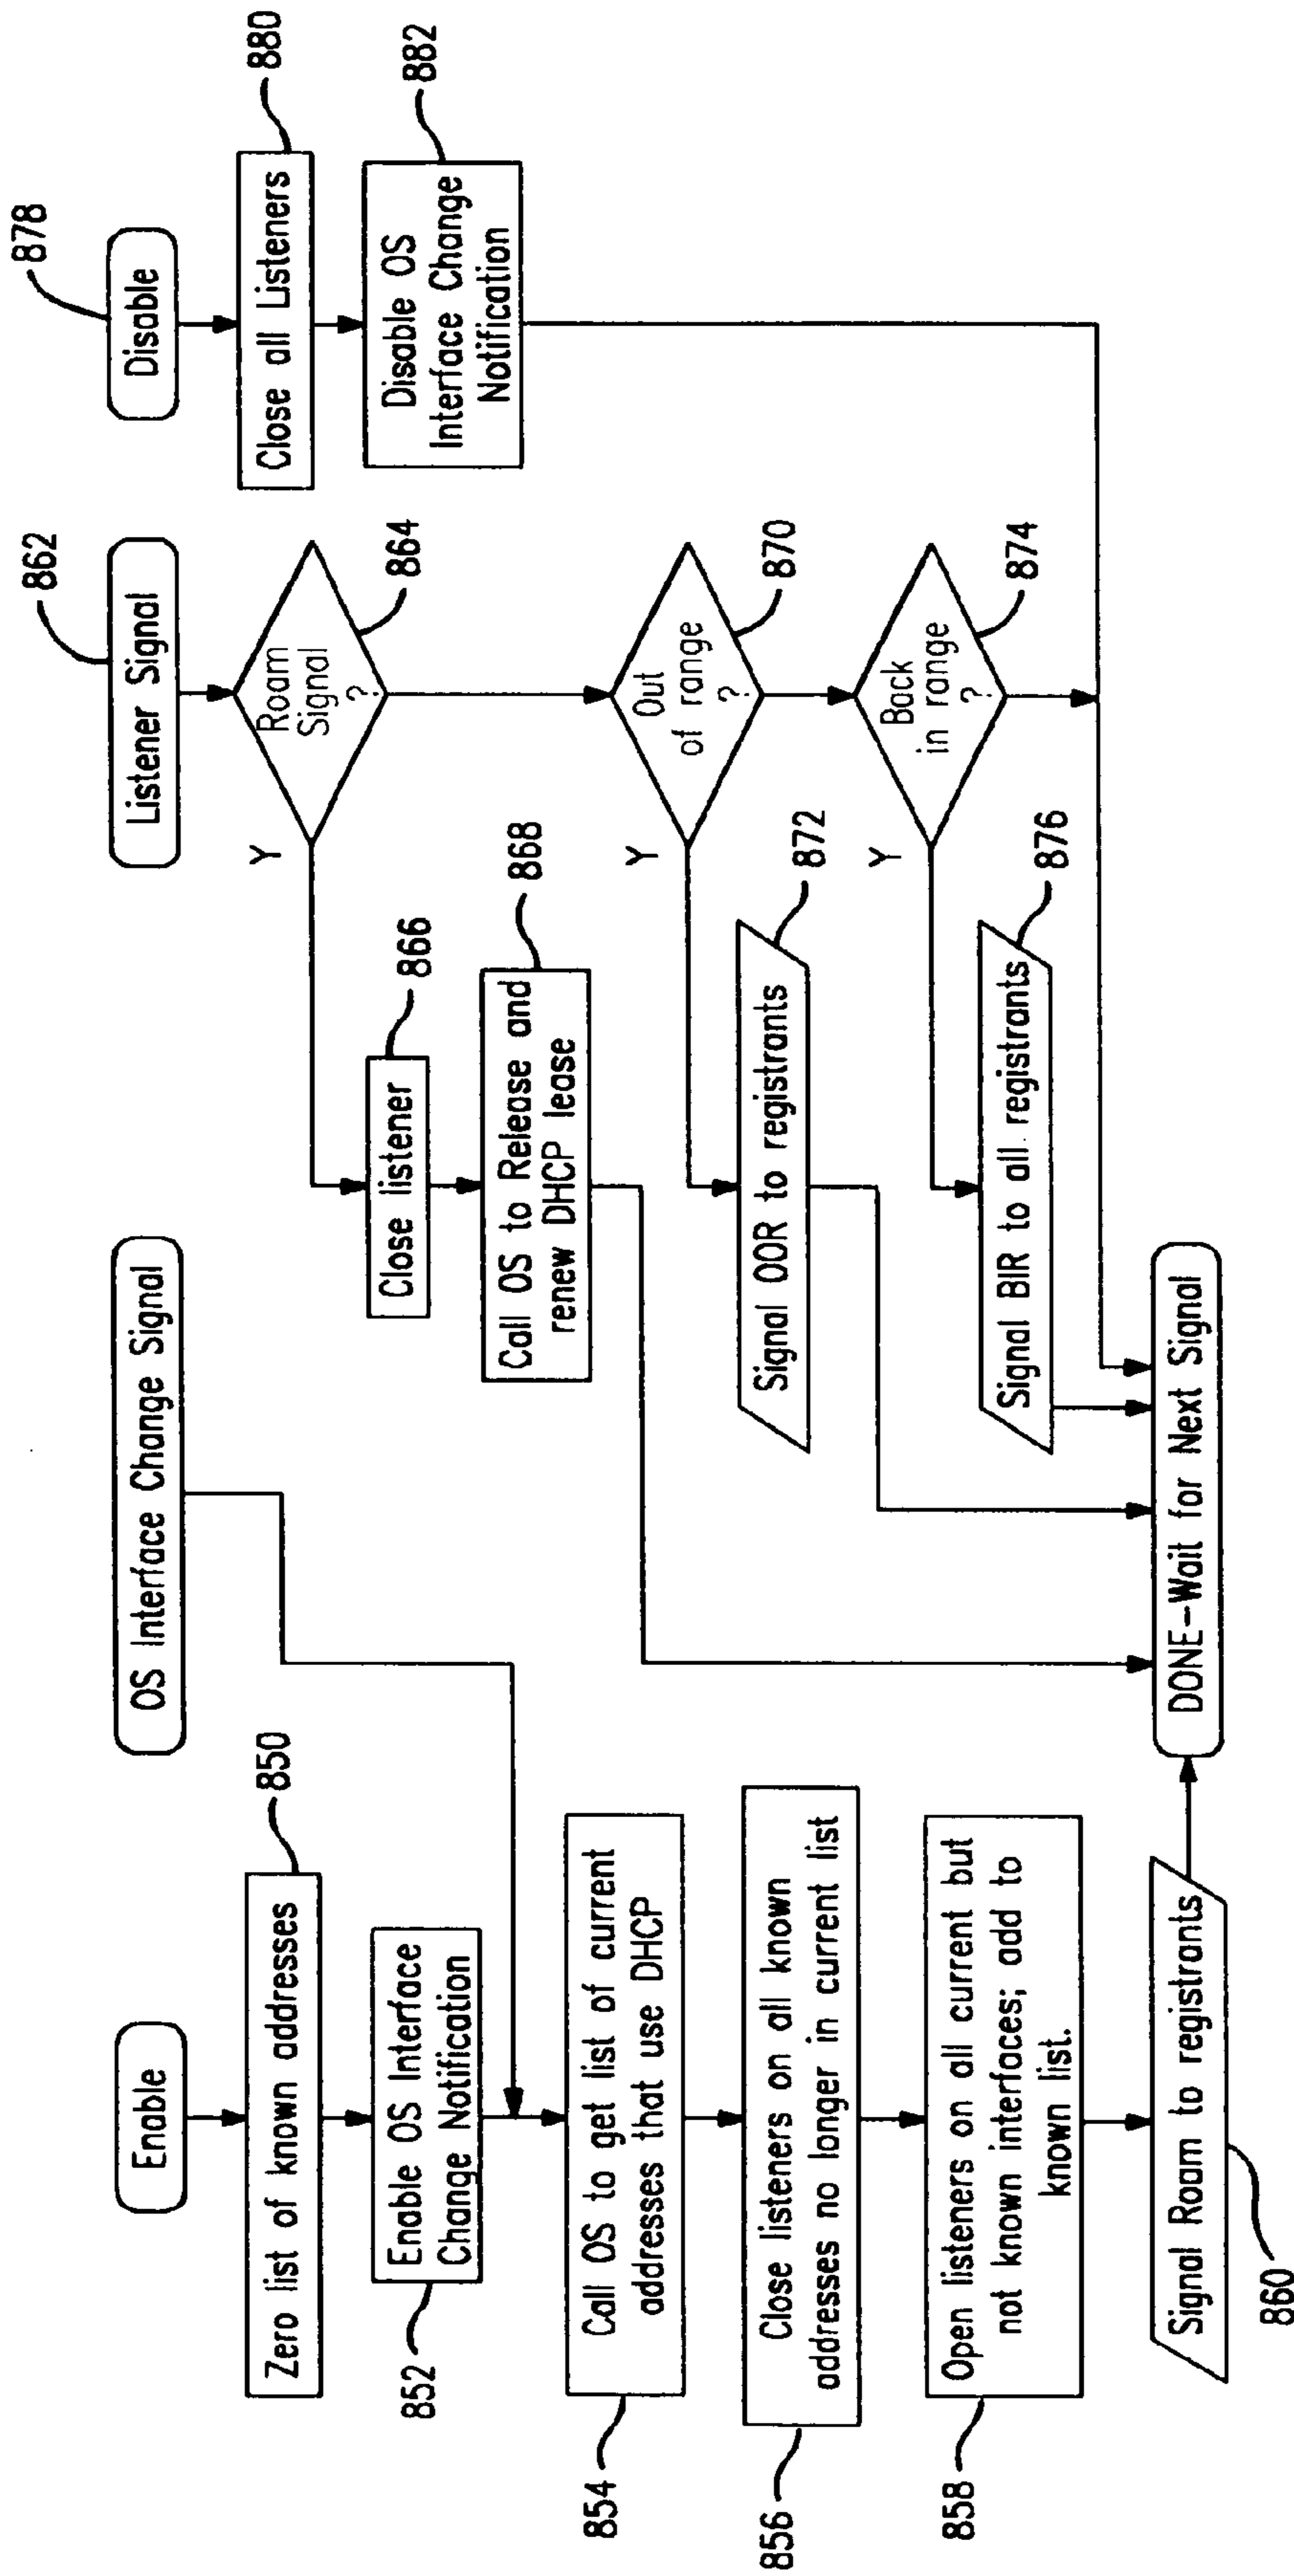 Enable
Zero list of known addresses
850
Enable OS Interface
Change Notification
852
Call OS to get list of current
addresses that use DHCP
854
Close listeners on all known
addresses no longer in current list
856
Open listeners on all current but
not known interfaces; add to
known list.
858
Signal Roam to registrants
860
OS Interface Change Signal
862
Listener Signal
Roam
Signal
?
864
Y
Close listener
866
Call OS to Release and
renew DHCP lease
868
Out
of range
?
870
Y
Signal OOR to registrants
872
Back
in range
?
874
Y
Signal BIR to all registrants
876
878
Disable
Close all Listeners
880
Disable OS
Interface Change
Notification
882
DONE-Wait for Next Signal